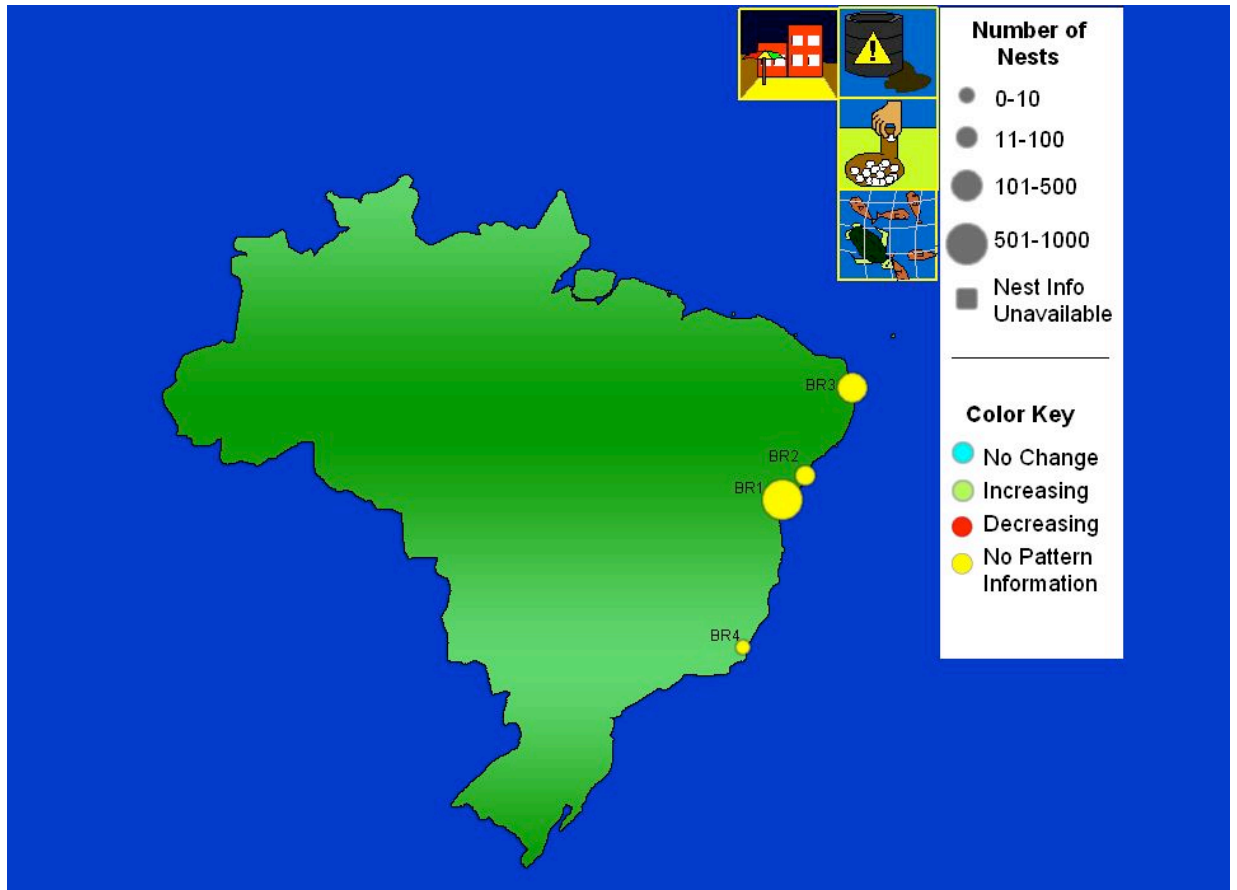 Number of
Nests
0-10
11-100
101-500
501-1000
Nest Info
Unavailable
Color Key
No Change
Increasing
Decreasing
No Pattern
Information
BR3
BR2
BR1
BR4
!